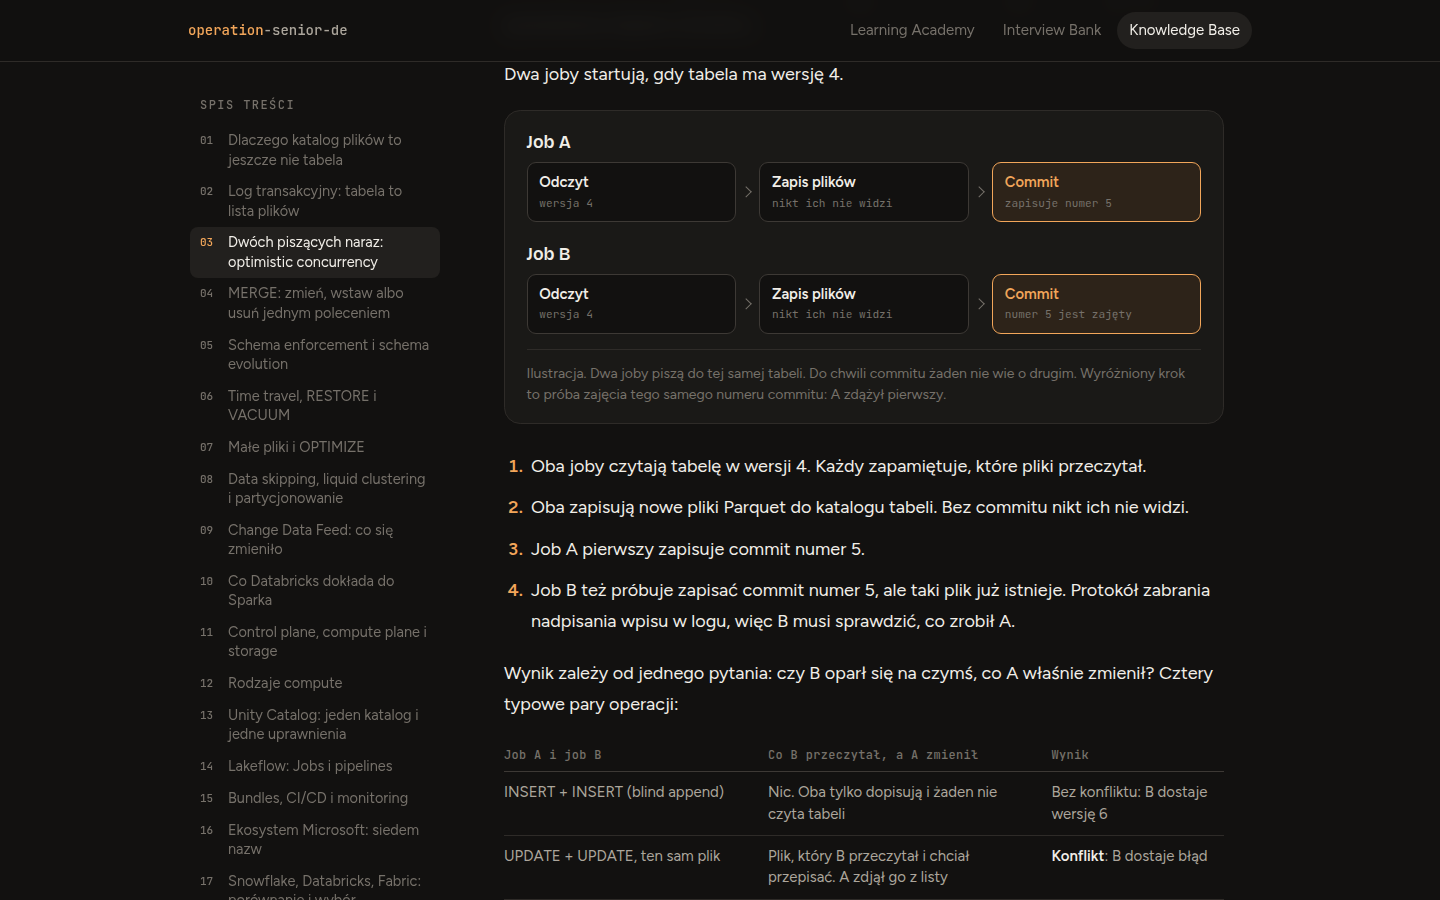 operation-senior-de
Learning Academy
Interview Bank
Knowledge Base
SPIS TREŚCI
01 Dlaczego katalog plików to
jeszcze nie tabela
02 Log transakcyjny: tabela to
lista plików
03 Dwóch piszących naraz:
optimistic concurrency
04 MERGE: zmień, wstaw albo
usuń jednym poleceniem
05 Schema enforcement i schema
evolution
06 Time travel, RESTORE i
VACUUM
07 Małe pliki i OPTIMIZE
08 Data skipping, liquid clustering
i partycjonowanie
09 Change Data Feed: co się
zmieniło
10 Co Databricks dokłada do
Sparka
11 Control plane, compute plane i
storage
12 Rodzaje compute
13 Unity Catalog: jeden katalog i
jedne uprawnienia
14 Lakeflow: Jobs i pipelines
15 Bundles, CI/CD i monitoring
16 Ekosystem Microsoft: siedem
nazw
17 Snowflake, Databricks, Fabric:
porównanie i wybór
Dwa joby startują, gdy tabela ma wersję 4.
Job A
Odczyt
wersja 4
Zapis plików
nikt ich nie widzi
Commit
zapisuje numer 5
Job B
Odczyt
wersja 4
Zapis plików
nikt ich nie widzi
Commit
numer 5 jest zajęty
Ilustracja. Dwa joby piszą do tej samej tabeli. Do chwili commitu żaden nie wie o drugim. Wyróżniony krok
to próba zajęcia tego samego numeru commitu: A zdążył pierwszy.
1. Oba joby czytają tabelę w wersji 4. Każdy zapamiętuje, które pliki przeczytał.
2. Oba zapisują nowe pliki Parquet do katalogu tabeli. Bez commitu nikt ich nie widzi.
3. Job A pierwszy zapisuje commit numer 5.
4. Job B też próbuje zapisać commit numer 5, ale taki plik już istnieje. Protokół zabrania
nadpisania wpisu w logu, więc B musi sprawdzić, co zrobił A.
Wynik zależy od jednego pytania: czy B oparł się na czymś, co A właśnie zmienił? Cztery
typowe pary operacji:
Job A i job B
Co B przeczytał, a A zmienił
Wynik
INSERT + INSERT (blind append)
Nic. Oba tylko dopisują i żaden nie
czyta tabeli
Bez konfliktu: B dostaje
wersję 6
UPDATE + UPDATE, ten sam plik
Plik, który B przeczytał i chciał
przepisać. A zdjął go z listy
Konflikt: B dostaje błąd